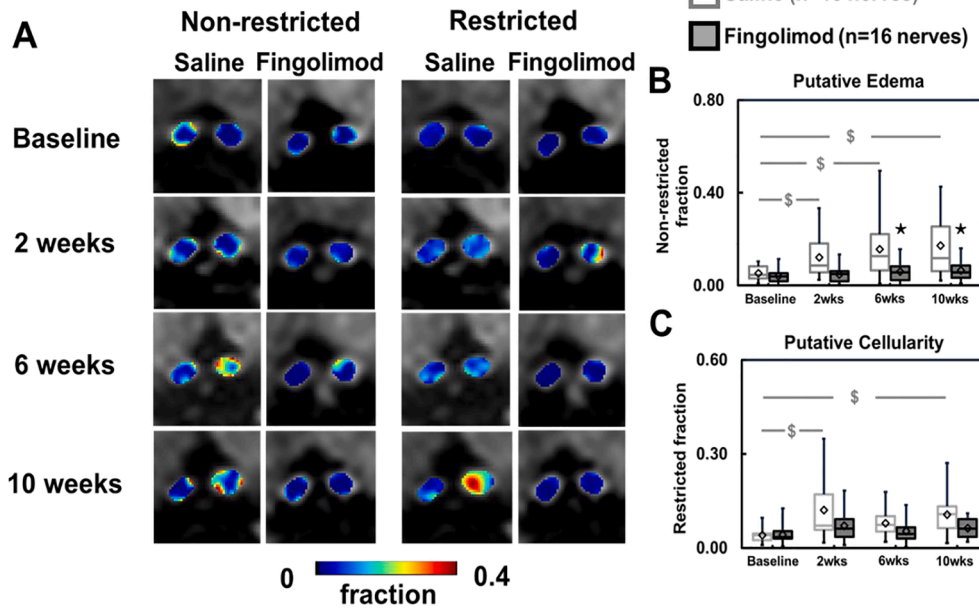 A
Non-restricted
Restricted
Saline Fingolimod
Saline Fingolimod
Baseline
2 weeks
6 weeks
10 weeks
0
0.4
fraction
Fingolimod (n=16 nerves)
B
Putative Edema
0.80
0.40
0.00
Non-restricted
fraction
$
$
$
★
★
Baseline 2wks 6wks 10wks
C
Putative Cellularity
0.60
0.30
0.00
Restricted fraction
$
$
Baseline 2wks 6wks 10wks